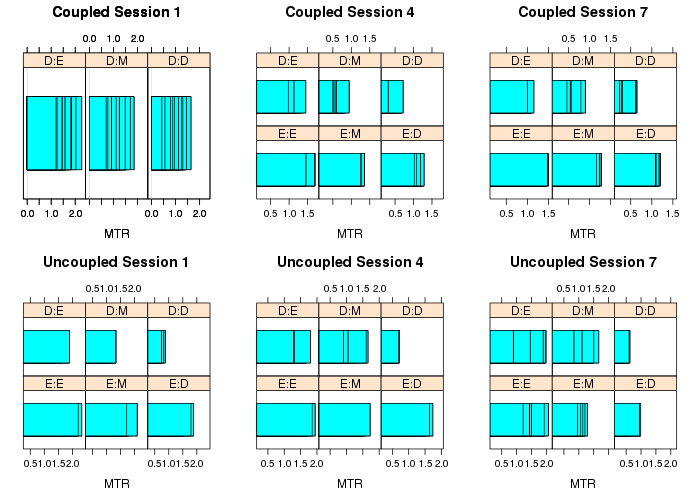 Coupled Session 1
0.0 1.0 2.0
D:E D:M D:D
0.0 1.0 2.0 0.0 1.0 2.0
MTR
Coupled Session 4
0.5 1.0 1.5
D:E D:M D:D
E:E E:M E:D
0.5 1.0 1.5 0.5 1.0 1.5
MTR
Coupled Session 7
0.5 1.0 1.5
D:E D:M D:D
E:E E:M E:D
0.5 1.0 1.5 0.5 1.0 1.5
MTR
Uncoupled Session 1
0.51.01.52.0
D:E D:M D:D
E:E E:M E:D
0.51.01.52.0 0.51.01.52.0
MTR
Uncoupled Session 4
0.5 1.0 1.5 2.0
D:E D:M D:D
E:E E:M E:D
0.5 1.0 1.5 2.0 0.5 1.0 1.5 2.0
MTR
Uncoupled Session 7
0.51.01.52.0
D:E D:M D:D
E:E E:M E:D
0.51.01.52.0 0.51.01.52.0
MTR